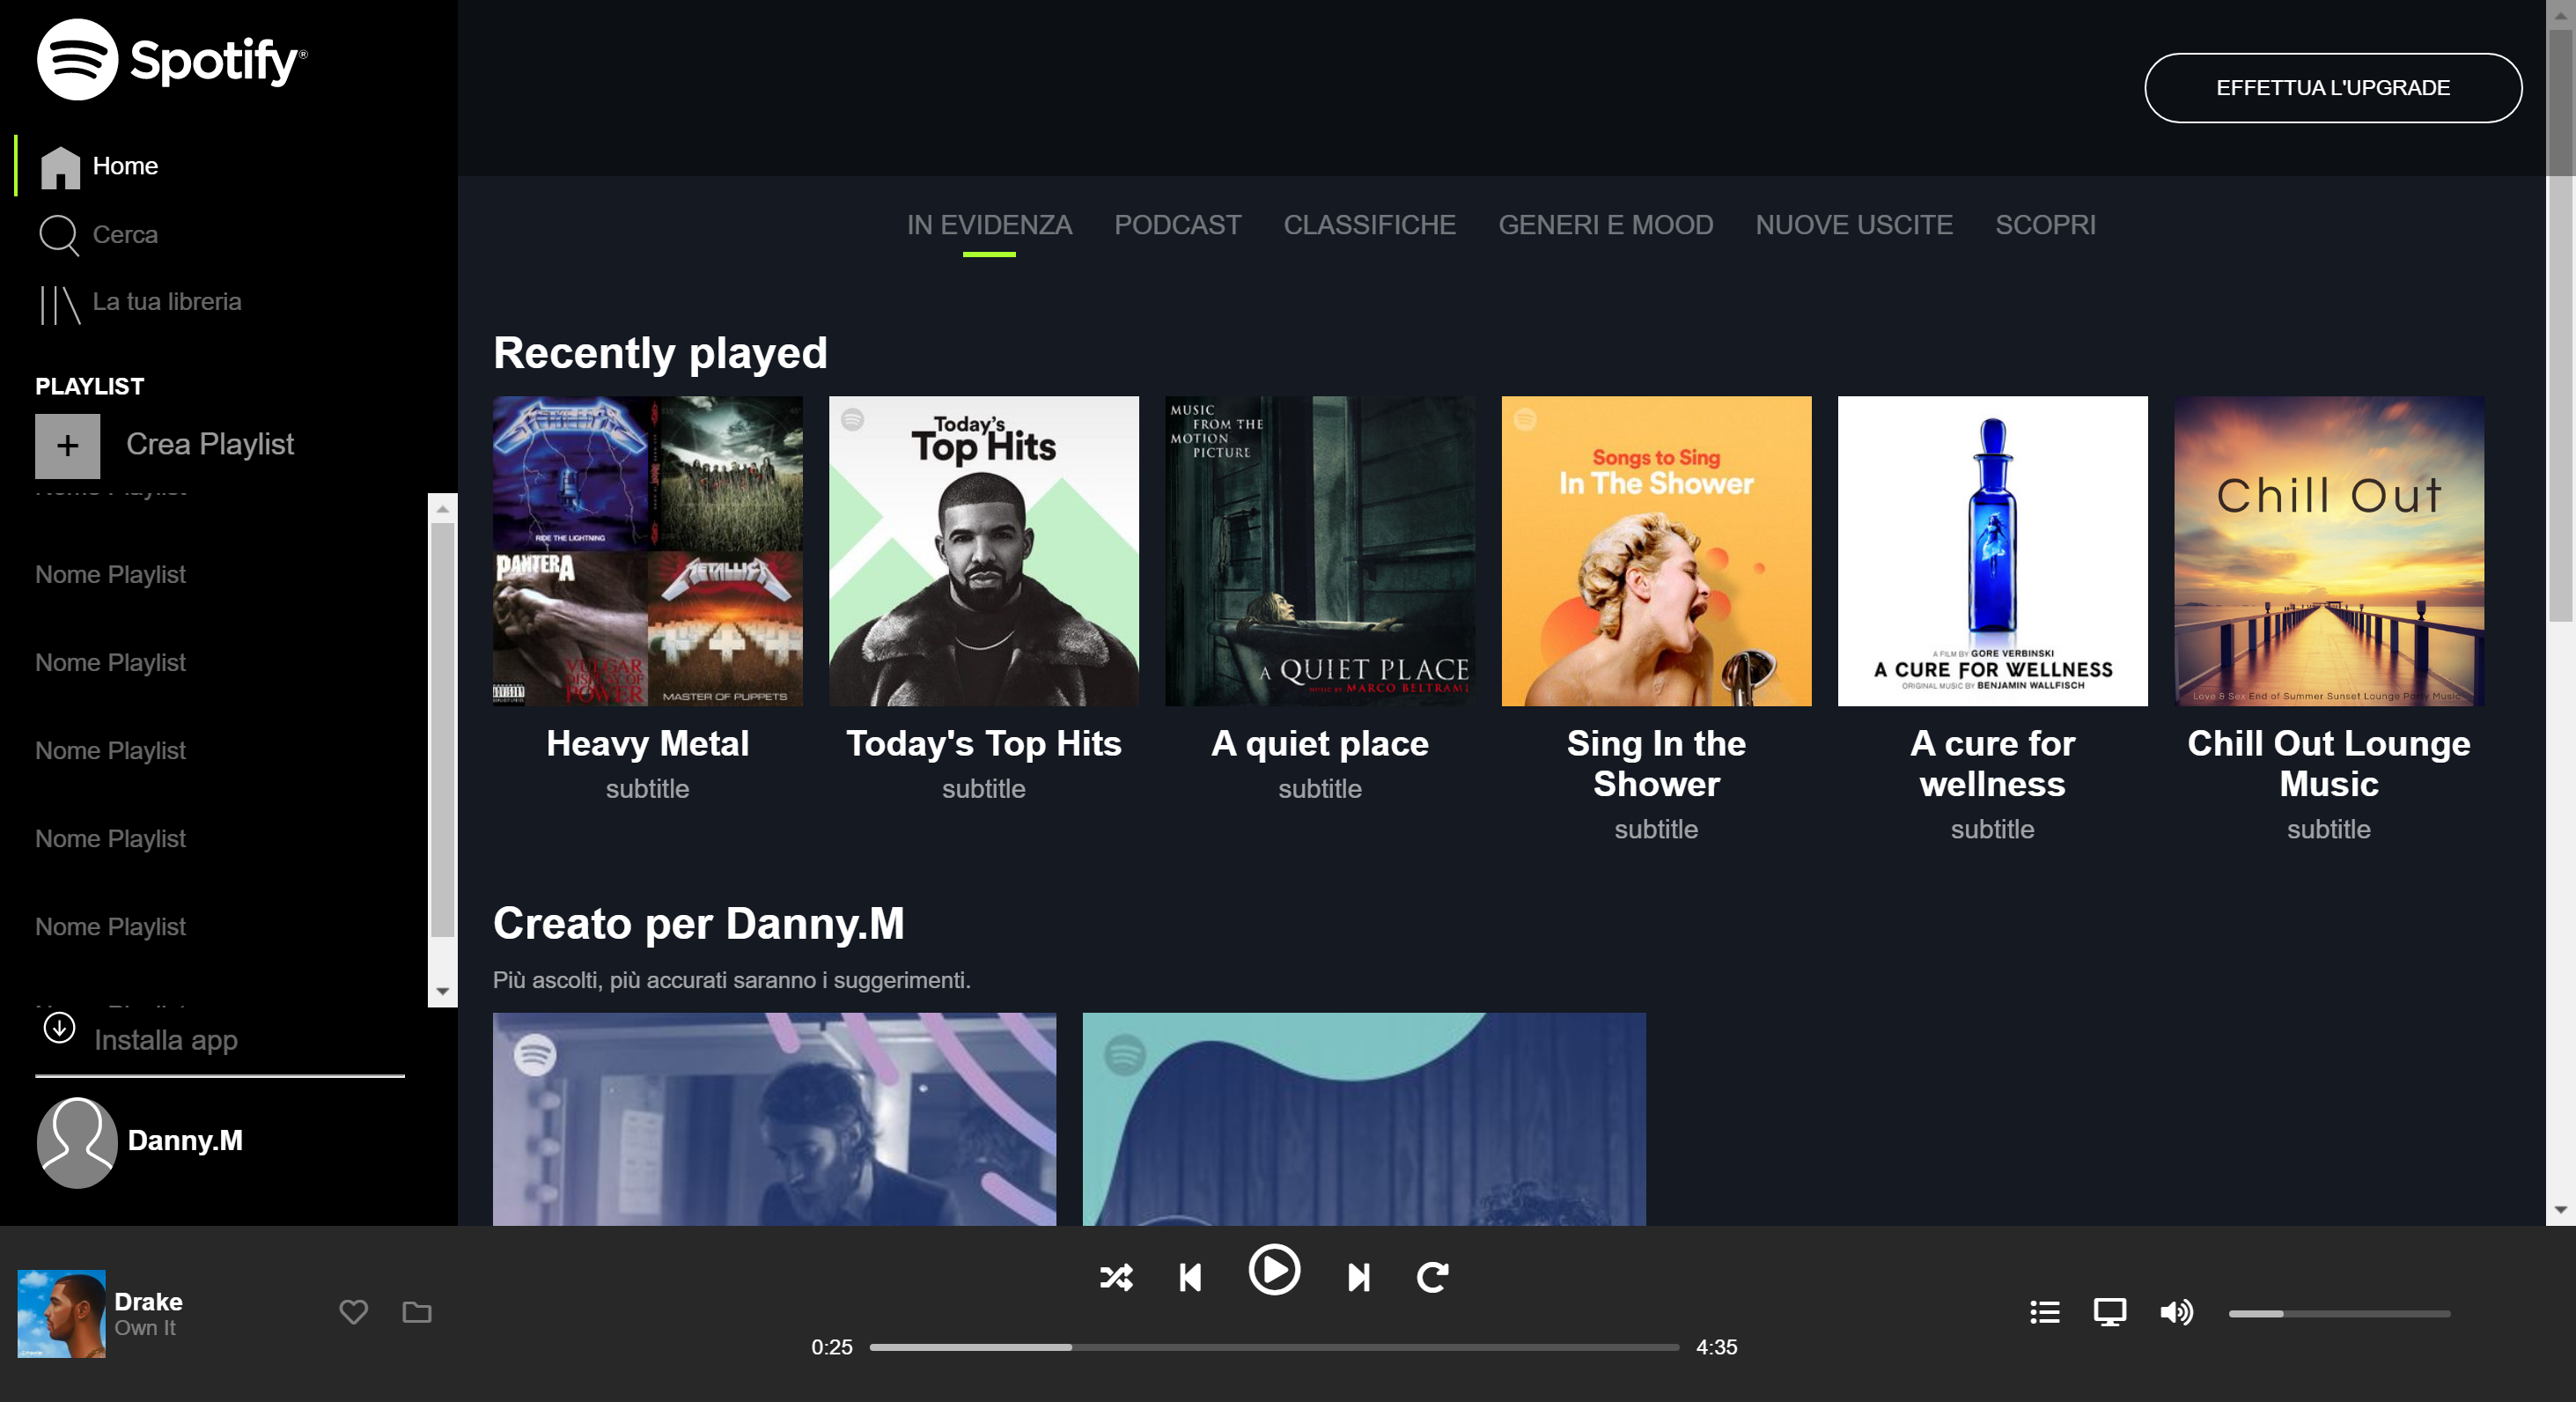 Spotify®
Home
Cerca
La tua libreria
PLAYLIST
+ Crea Playlist
Nome Playlist
Nome Playlist
Nome Playlist
Nome Playlist
Nome Playlist
Nome Playlist
Installa app
Danny.M
EFFETTUA L'UPGRADE
IN EVIDENZA PODCAST CLASSIFICHE GENERI E MOOD NUOVE USCITE SCOPRI
Recently played
METALLICA
RIDE THE LIGHTNING
PANTERA
VULGAR
DISPLAY OF
POWER
METALLICA
MASTER OF PUPPETS
Heavy Metal
subtitle
Today's
Top Hits
Today's Top Hits
subtitle
MUSIC
FROM THE
MOTION
PICTURE
A QUIET PLACE
MUSIC BY MARCO BELTRAMI
A quiet place
subtitle
Songs to Sing
In The Shower
Sing In the
Shower
subtitle
A FILM BY GORE VERBINSKI
A CURE FOR WELLNESS
ORIGINAL MUSIC BY BENJAMIN WALLFISCH
A cure for
wellness
subtitle
Chill Out
Love & Sex End of Summer Sunset Lounge Party Music
Chill Out Lounge
Music
subtitle
Creato per Danny.M
Più ascolti, più accurati saranno i suggerimenti.
Drake
Own It
0:25
4:35